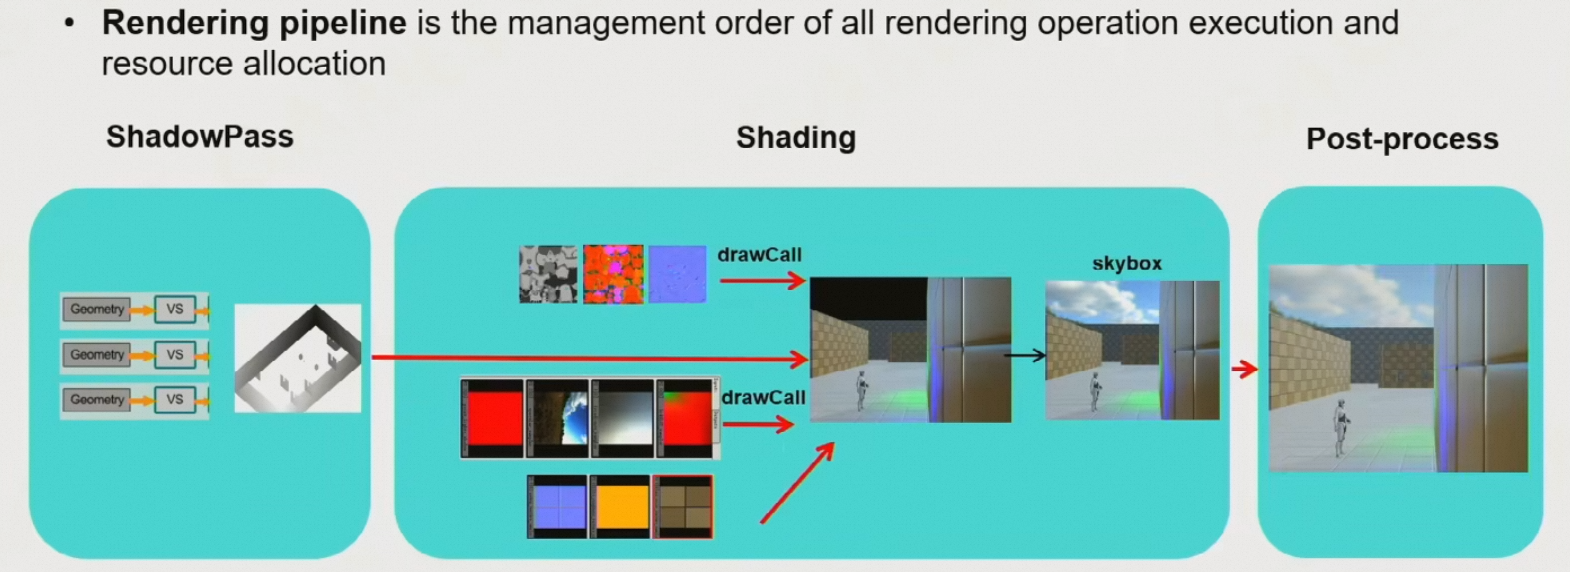 • Rendering pipeline is the management order of all rendering operation execution and
resource allocation
ShadowPass
Shading
Post-process
Geometry VS
Geometry VS
Geometry VS
drawCall
skybox
drawCall